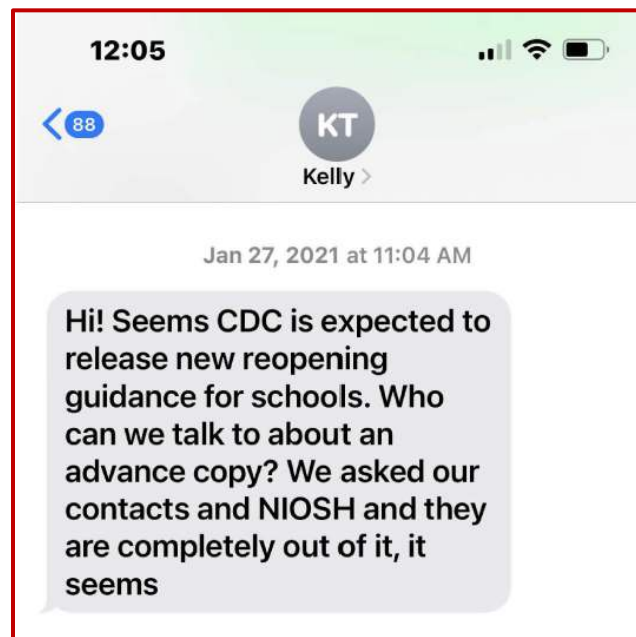 12:05
88
KT
Kelly
Jan 27, 2021 at 11:04 AM
Hi! Seems CDC is expected to
release new reopening
guidance for schools. Who
can we talk to about an
advance copy? We asked our
contacts and NIOSH and they
are completely out of it, it
seems